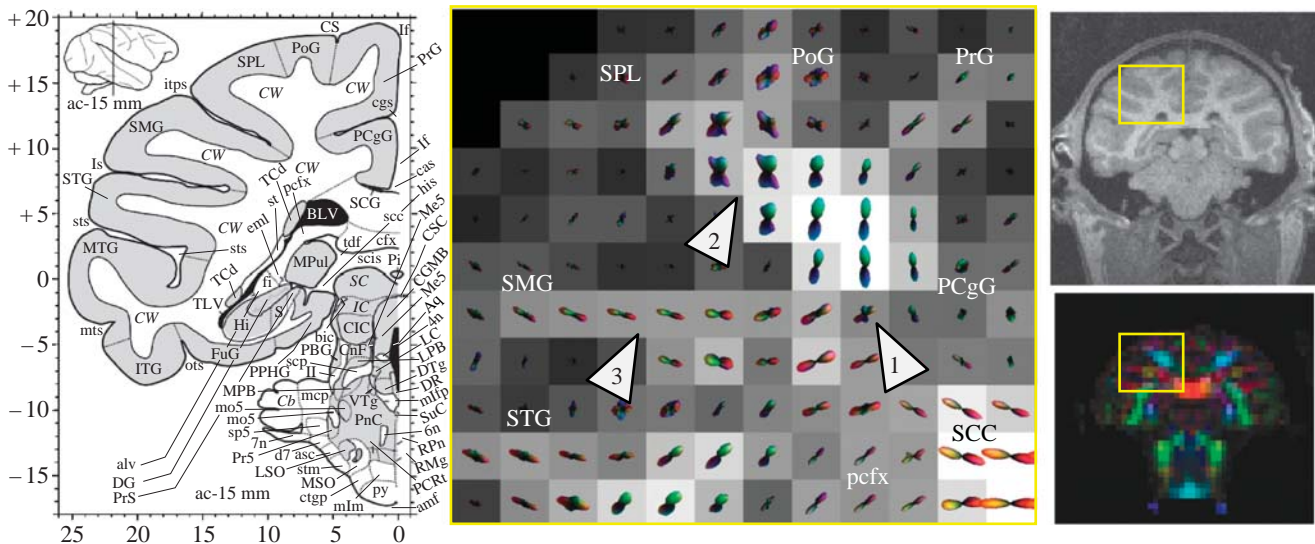 + 20
CS
lf
PoG
SPL
PrG
itps
CW
CW
+ 15
ac-15 mm
cgs
SMG
PCgG
lf
CW
+ 10
ls
TCd
CW
pcfx
cas
STG
his
st
SCG
Me5
+ 5
BLV
scc
CSC
eml
CW
sts
cfx
tdf
MTG
sts
scis
Pi
CGMB
MPul
0
TCd
fi
SC
Me5
TLV
S
IC
Aq
Hi
CIC
4n
mts
CW
bic
LC
− 5
FuG
PBG
CnF
LPB
ots
scp
DTg
ITG
PPHG
II
DR
MPB
mlfp
− 10
Cb
mcp
VTg
SuC
mo5
PnC
mo5
6n
sp5
RPn
7n
Pr5
d7
asc
RMg
alv
LSO
stm
PCRt
DG
MSO
py
− 15
PrS
ac-15 mm
ctgp
mIm
amf
25
20
15
10
5
0
PoG
PrG
SPL
2
SMG
PCgG
3
1
STG
SCC
pcfx